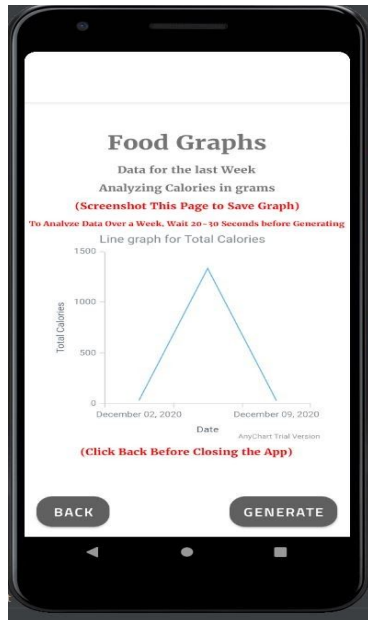 Food Graphs
Data for the last Week
Analyzing Calories in grams
(Screenshot This Page to Save Graph)
To Analyze Data Over a Week, Wait 20-30 Seconds before Generating
Line graph for Total Calories
1500
1000
500
0
Total Calories
December 02, 2020
December 09, 2020
Date
AnyChart Trial Version
(Click Back Before Closing the App)
BACK
GENERATE